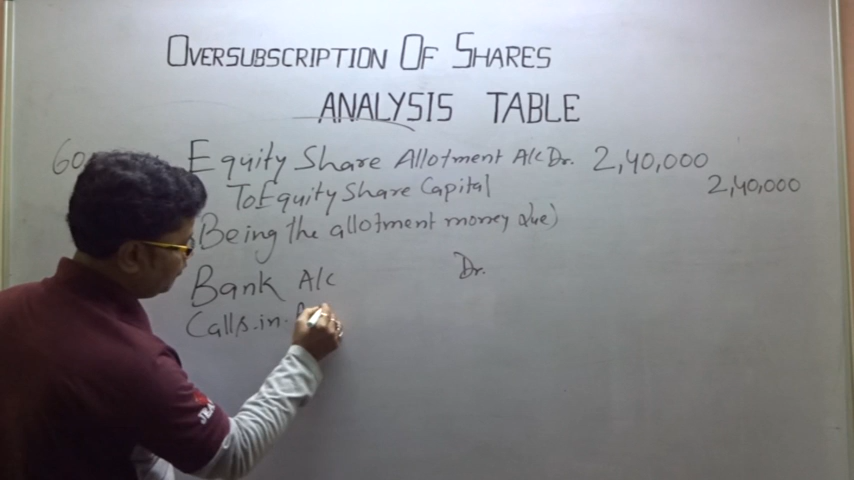 OVERSUBSCRIPTION OF SHARES
ANALYSIS TABLE
60
Equity Share Allotment A/c Dr. 2,40,000
To Equity Share Capital 2,40,000
(Being the allotment money due)
Bank A/c Dr.
Calls-in-